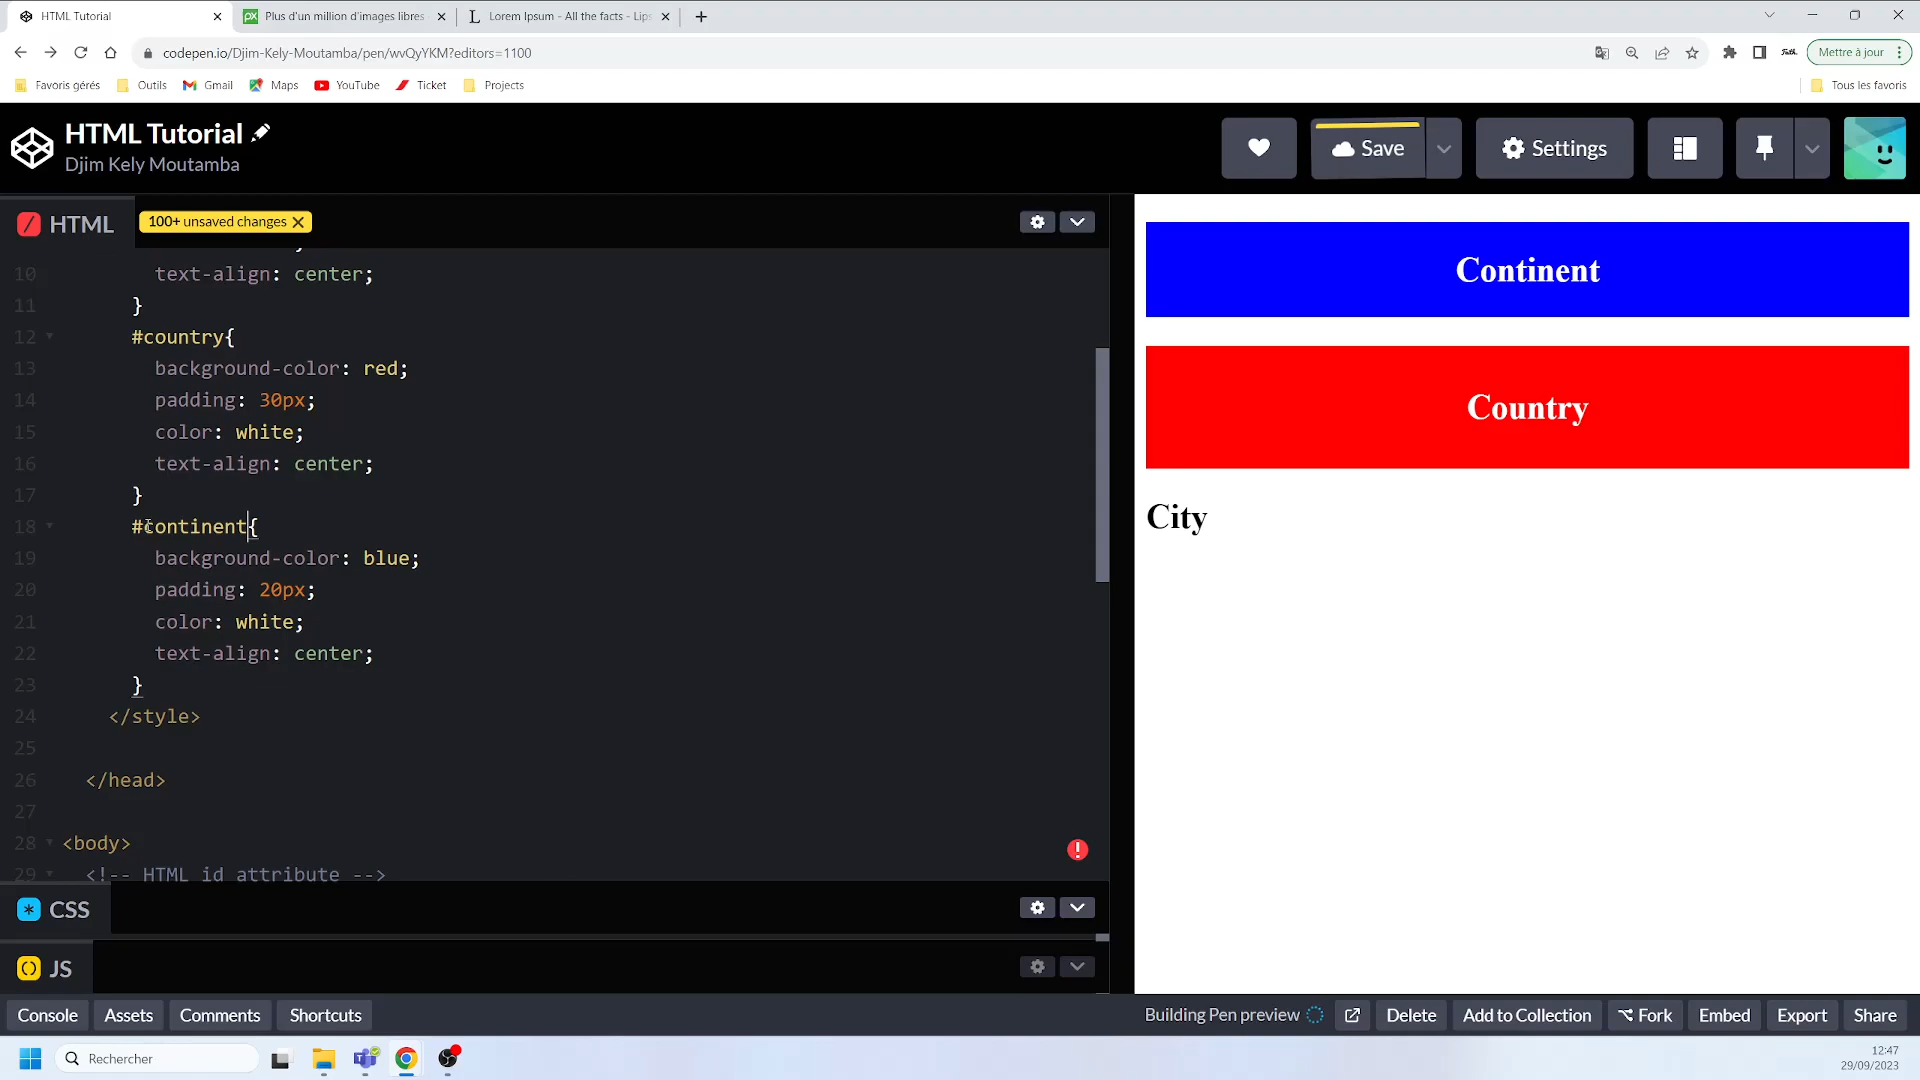 HTML Tutorial
Plus d'un million d'images libres
Lorem Ipsum - All the facts - Lips
codepen.io/Djim-Kely-Moutamba/pen/wvQyYKM?editors=1100
Mettre à jour
Favoris gérés
Outils
Gmail
Maps
YouTube
Ticket
Projects
Tous les favoris
HTML Tutorial
Djim Kely Moutamba
Save
Settings
HTML
100+ unsaved changes
10 text-align: center;
11 }
12 #country{
13 background-color: red;
14 padding: 30px;
15 color: white;
16 text-align: center;
17 }
18 #continent{
19 background-color: blue;
20 padding: 20px;
21 color: white;
22 text-align: center;
23 }
24 </style>
25
26 </head>
27
28 <body>
29 <!-- HTML id attribute -->
Continent
Country
City
CSS
JS
Console
Assets
Comments
Shortcuts
Building Pen preview
Delete
Add to Collection
Fork
Embed
Export
Share
Rechercher
12:47
29/09/2023